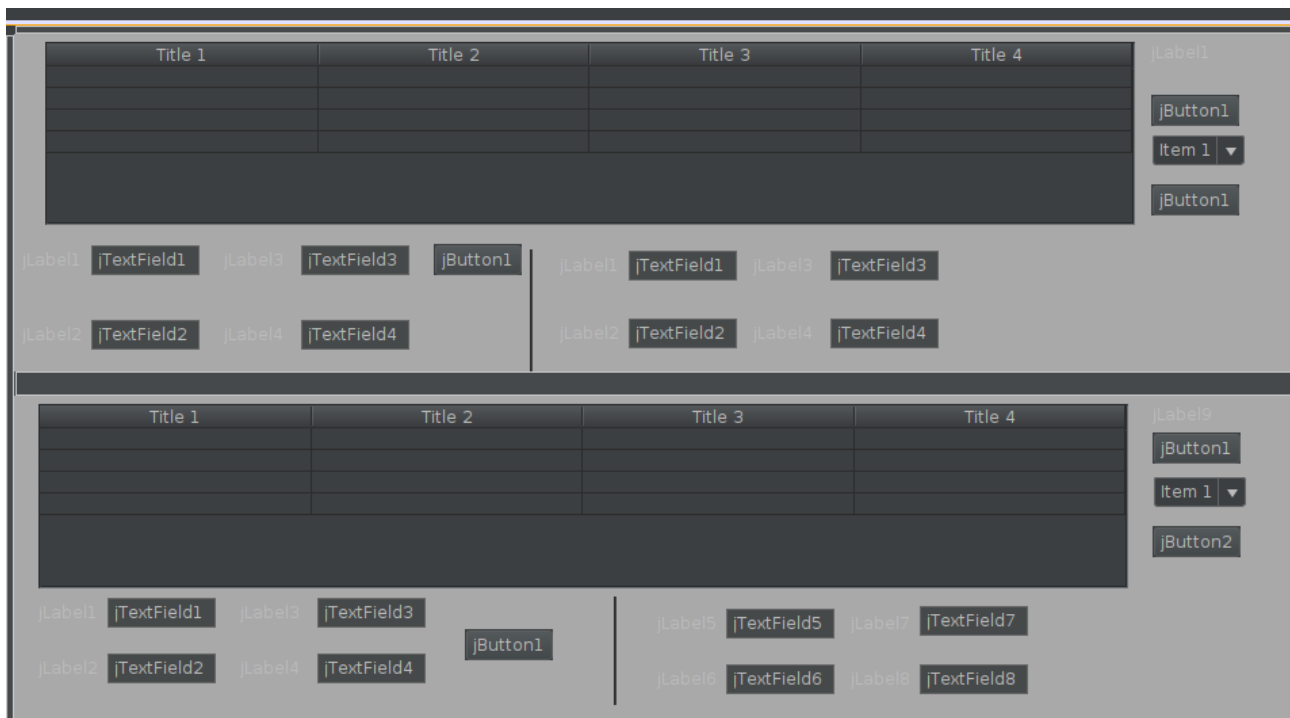 Title 1 Title 2 Title 3 Title 4 jLabel1
jButton1
Item 1
jButton1
jLabel1 jTextField1 jLabel3 jTextField3 jButton1 jLabel1 jTextField1 jLabel3 jTextField3
jLabel2 jTextField2 jLabel4 jTextField4 jLabel2 jTextField2 jLabel4 jTextField4
Title 1 Title 2 Title 3 Title 4 jLabel9
jButton1
Item 1
jButton2
jLabel1 jTextField1 jLabel3 jTextField3 jLabel5 jTextField5 jLabel7 jTextField7
jButton1
jLabel2 jTextField2 jLabel4 jTextField4 jLabel6 jTextField6 jLabel8 jTextField8